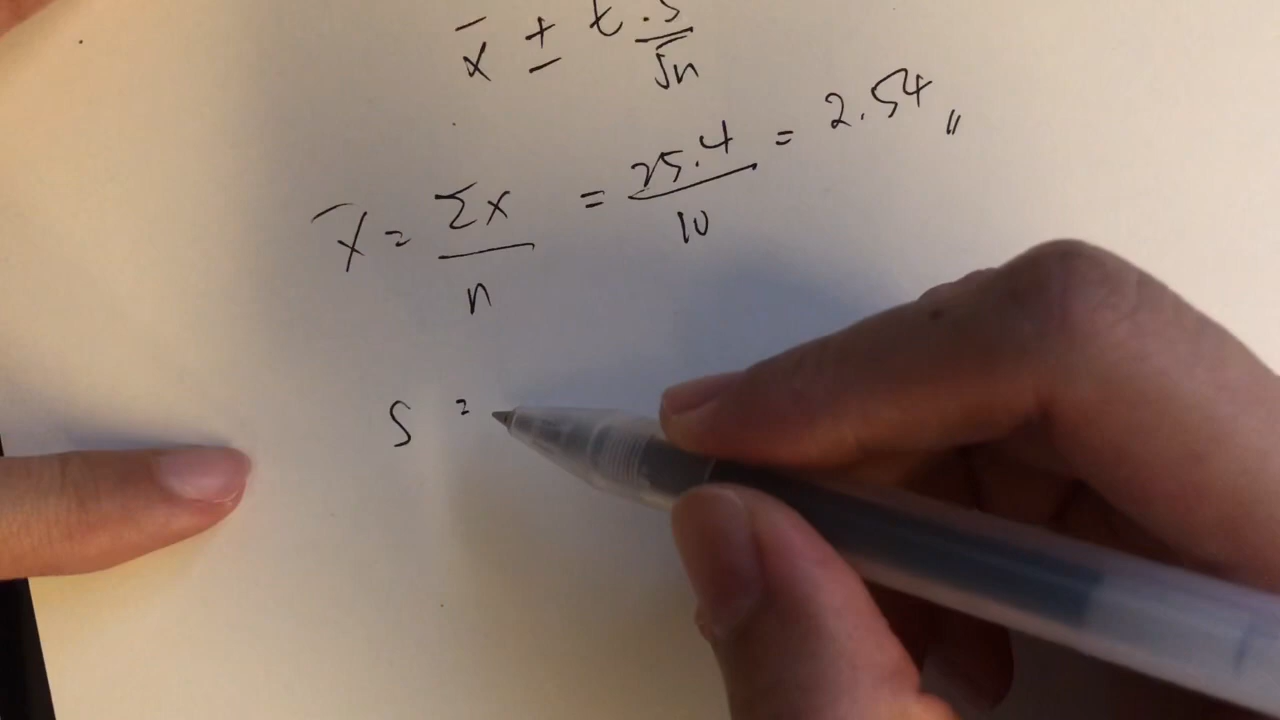 x̄ ± t · s/√n
x̄ = Σx/n = 25.4/10 = 2.54 〃
S =